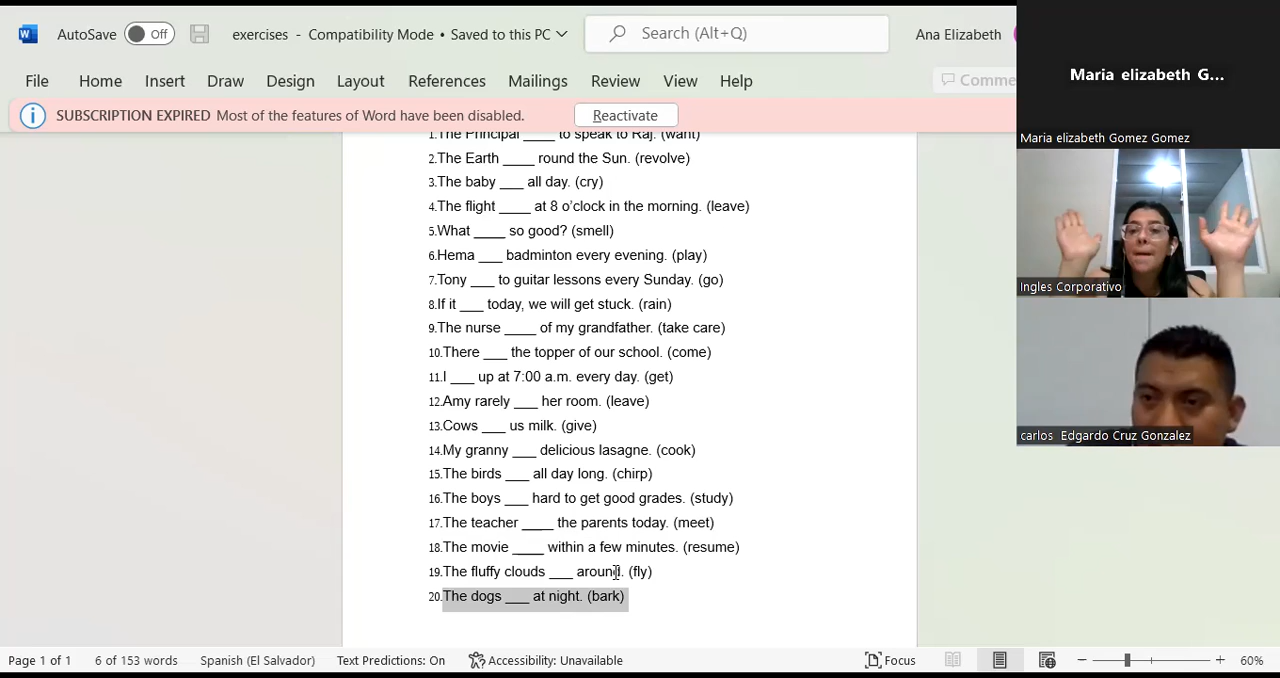 AutoSave Off exercises - Compatibility Mode • Saved to this PC Search (Alt+Q) Ana Elizabeth
File Home Insert Draw Design Layout References Mailings Review View Help
SUBSCRIPTION EXPIRED Most of the features of Word have been disabled. Reactivate
1.The Principal ____ to speak to Raj. (want)
2.The Earth ____ round the Sun. (revolve)
3.The baby ___ all day. (cry)
4.The flight ____ at 8 o’clock in the morning. (leave)
5.What ____ so good? (smell)
6.Hema ___ badminton every evening. (play)
7.Tony ___ to guitar lessons every Sunday. (go)
8.If it ___ today, we will get stuck. (rain)
9.The nurse ____ of my grandfather. (take care)
10.There ___ the topper of our school. (come)
11.I ___ up at 7:00 a.m. every day. (get)
12.Amy rarely ___ her room. (leave)
13.Cows ___ us milk. (give)
14.My granny ___ delicious lasagne. (cook)
15.The birds ___ all day long. (chirp)
16.The boys ___ hard to get good grades. (study)
17.The teacher ____ the parents today. (meet)
18.The movie ____ within a few minutes. (resume)
19.The fluffy clouds ___ around. (fly)
20.The dogs ___ at night. (bark)
Page 1 of 1 6 of 153 words Spanish (El Salvador) Text Predictions: On Accessibility: Unavailable Focus 60%
Maria elizabeth G...
Maria elizabeth Gomez Gomez
Ingles Corporativo
carlos Edgardo Cruz Gonzalez